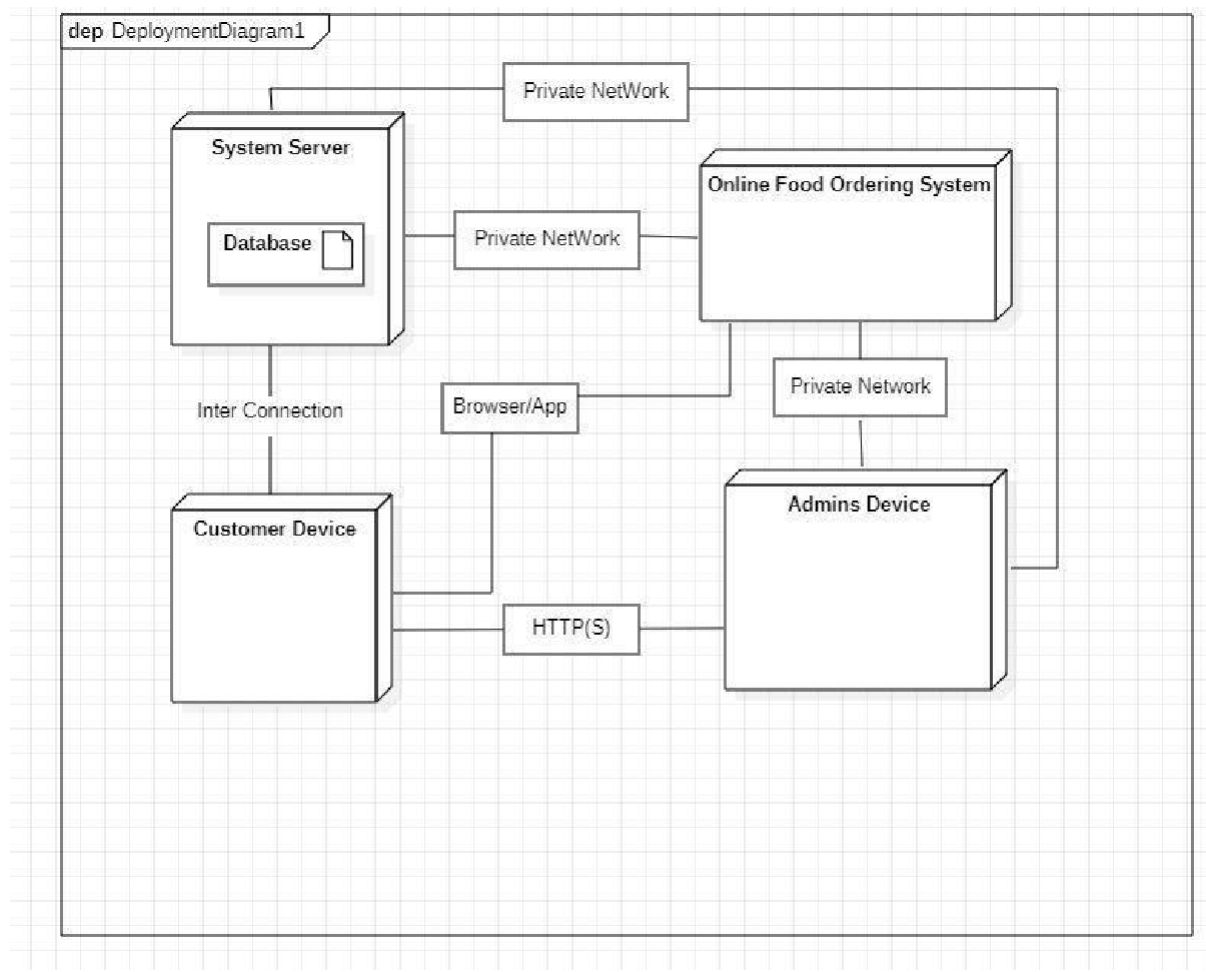 dep DeploymentDiagram1
Private NetWork
System Server
Online Food Ordering System
Database
Private NetWork
Private Network
Inter Connection
Browser/App
Customer Device
Admins Device
HTTP(S)